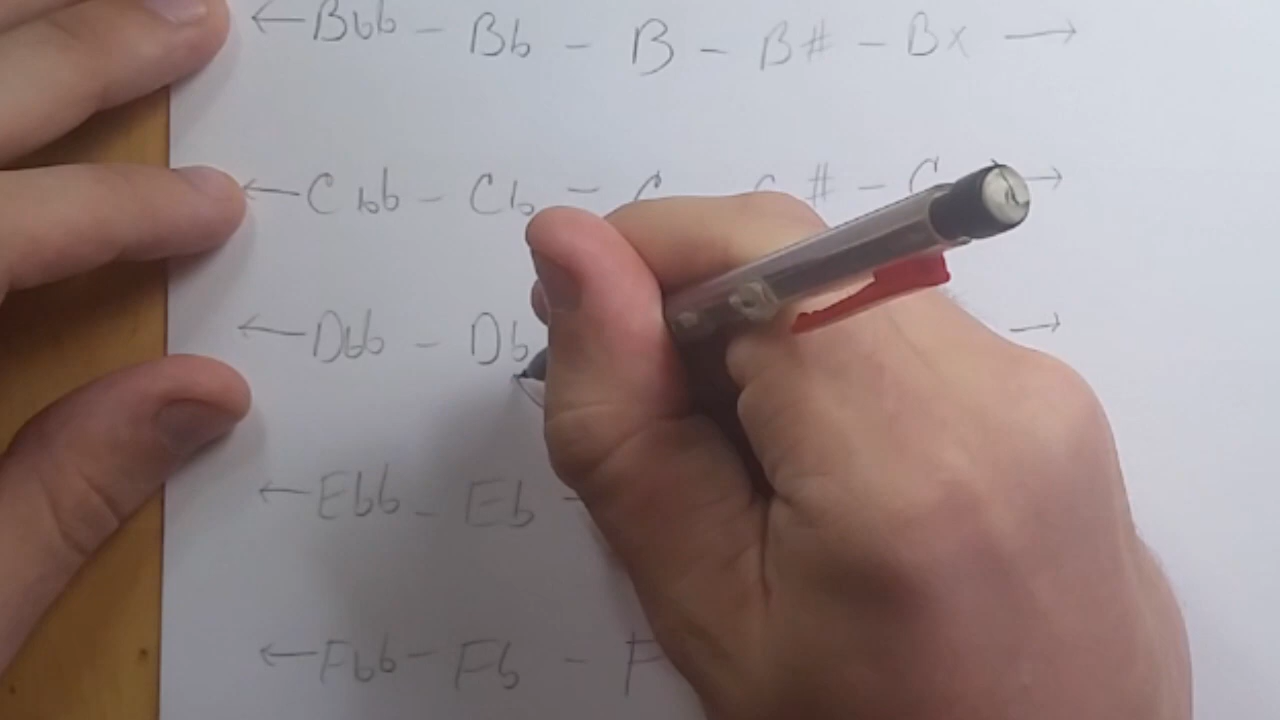 ← Bbb - Bb - B - B# - Bx →
← Cbb - Cb - C - C # - C →
← Dbb - Db →
← Ebb - Eb -
← Fbb - Fb - F